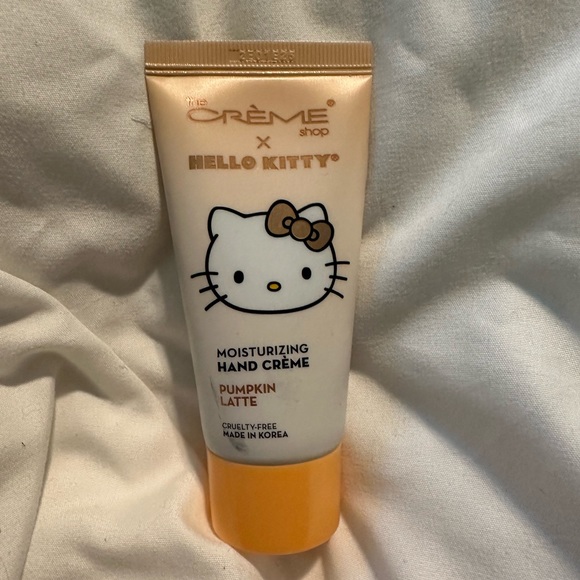 the
CRÈME®
shop
x
HELLO KITTY®
MOISTURIZING
HAND CRÈME
PUMPKIN
LATTE
CRUELTY-FREE
MADE IN KOREA